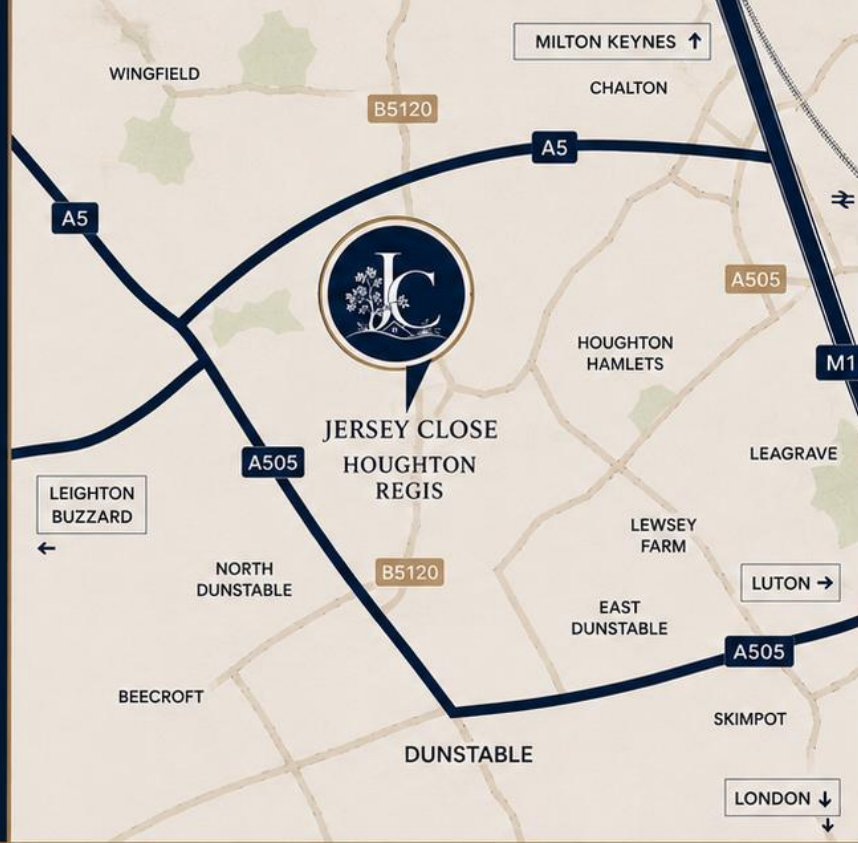 MILTON KEYNES ↑
WINGFIELD
CHALTON
B5120
A5
A5
JC
A505
HOUGHTON
HAMLETS
M1
JERSEY CLOSE
HOUGHTON
REGIS
A505
LEAGRAVE
LEIGHTON
BUZZARD
←
LEWSEY
FARM
NORTH
DUNSTABLE
B5120
LUTON →
EAST
DUNSTABLE
A505
BEECROFT
SKIMPOT
DUNSTABLE
LONDON ↓
↓